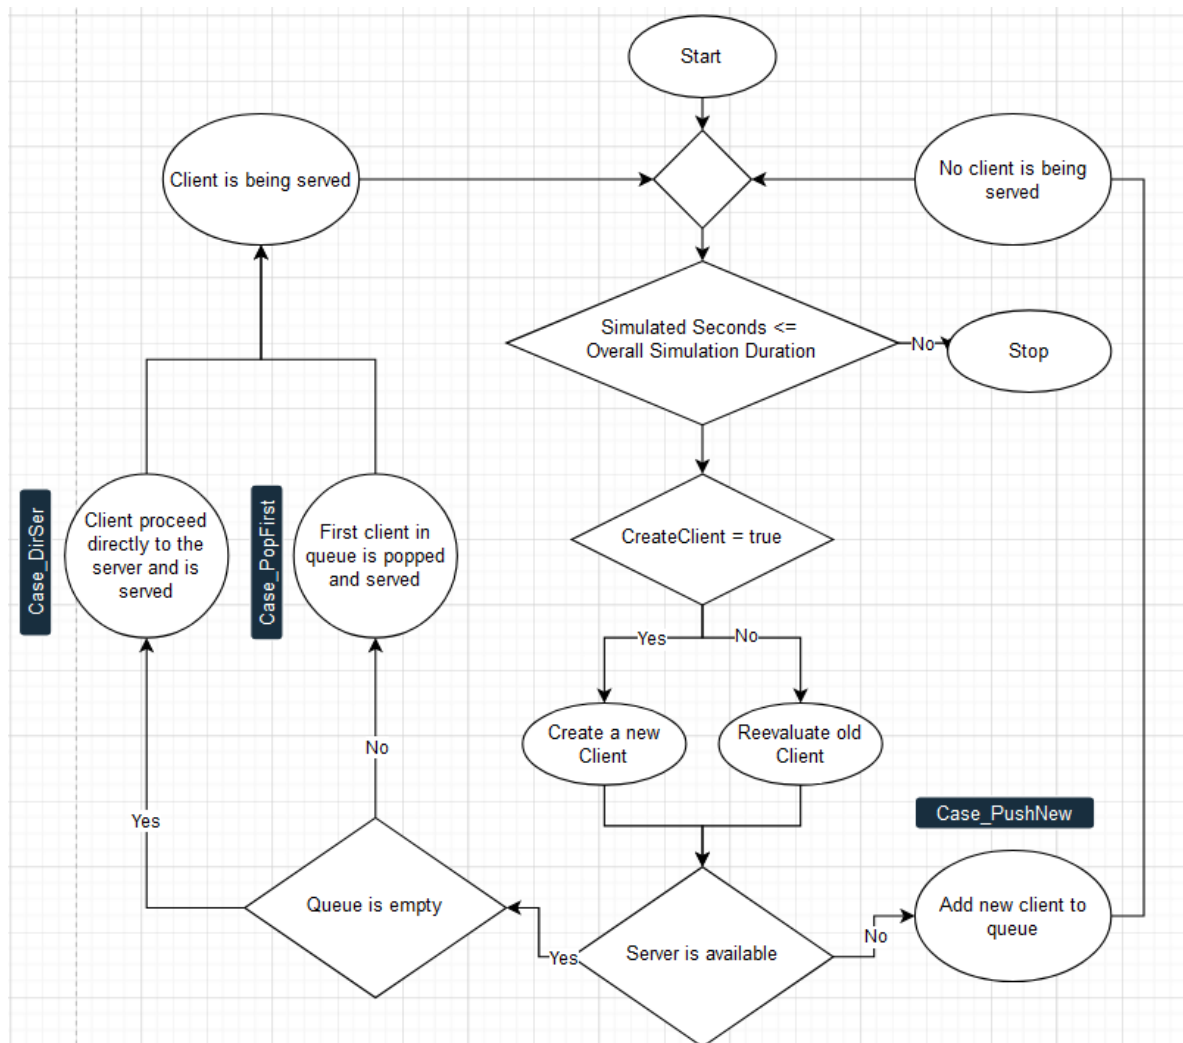 Start
Client is being served
No client is being
served
Simulated Seconds <=
Overall Simulation Duration
No
Stop
Case_DirSer
Client proceed
directly to the
server and is
served
Case_PopFirst
First client in
queue is popped
and served
CreateClient = true
Yes
No
Create a new
Client
Reevaluate old
Client
No
Yes
Case_PushNew
Queue is empty
Add new client to
queue
No
Server is available
Yes